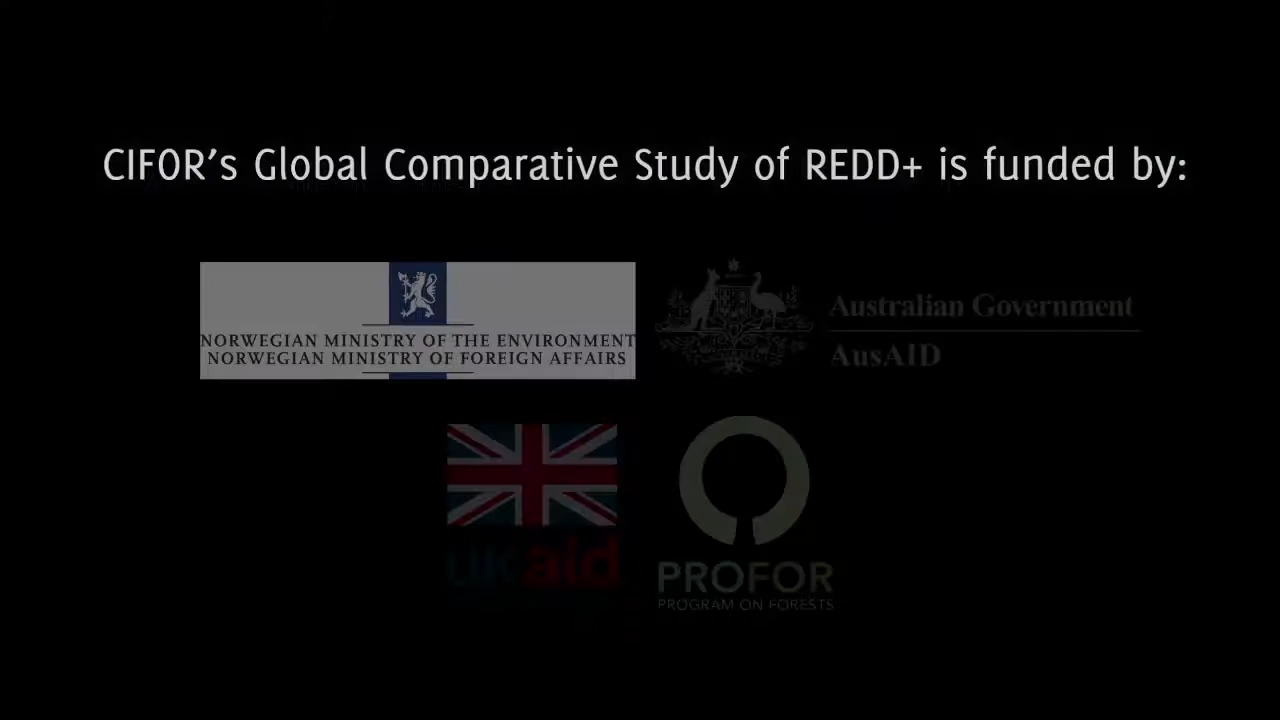 CIFOR's Global Comparative Study of REDD+ is funded by:
NORWEGIAN MINISTRY OF THE ENVIRONMENT
NORWEGIAN MINISTRY OF FOREIGN AFFAIRS
Australian Government
AusAID
ukaid
PROFOR
PROGRAM ON FORESTS